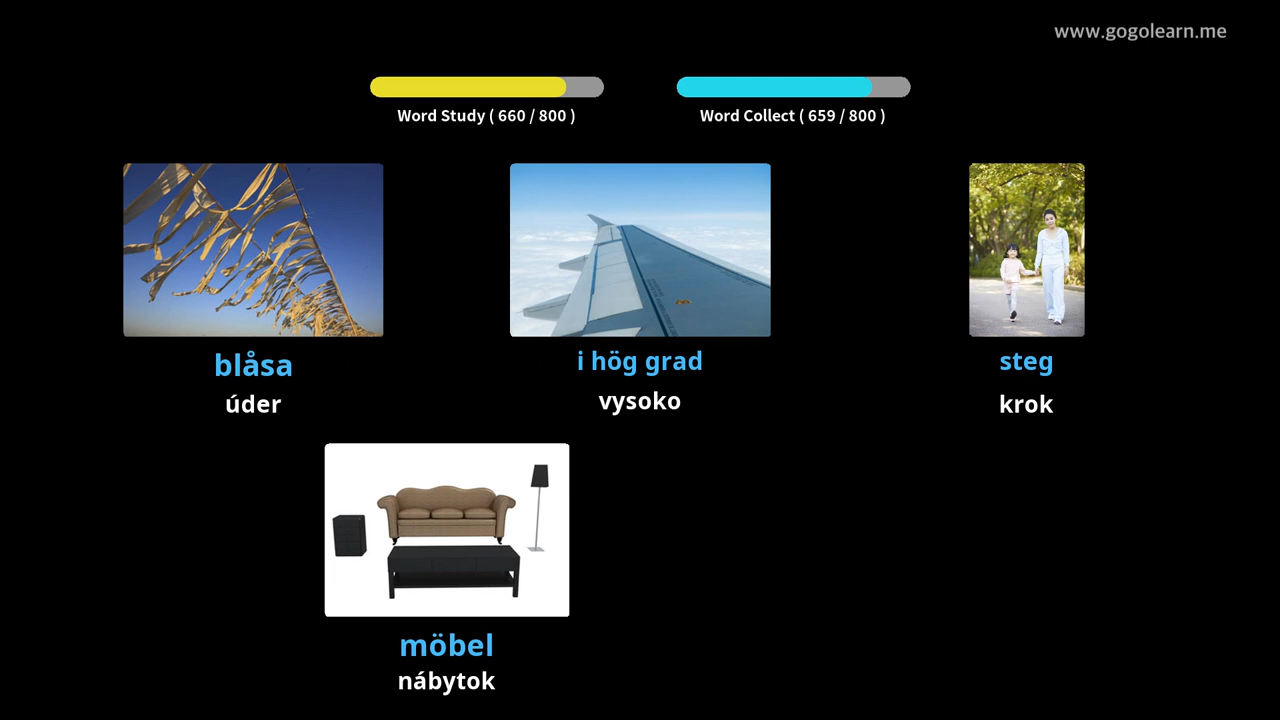 www.gogolearn.me
Word Study ( 660 / 800 )
Word Collect ( 659 / 800 )
blåsa
úder
i hög grad
vysoko
steg
krok
möbel
nábytok